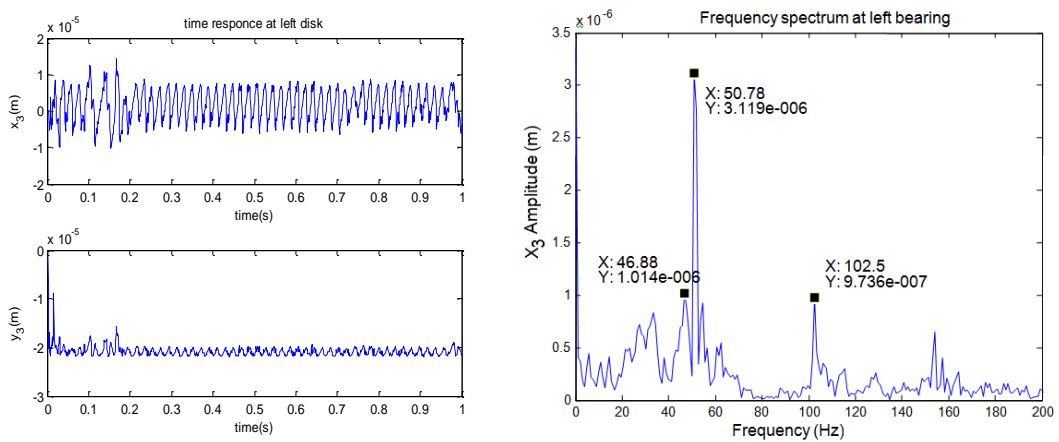 time responce at left disk
x 10^-5
2
1
0
-1
-2
x_3(m)
0 0.1 0.2 0.3 0.4 0.5 0.6 0.7 0.8 0.9 1
time(s)
x 10^-5
0
-1
-2
-3
y_3(m)
0 0.1 0.2 0.3 0.4 0.5 0.6 0.7 0.8 0.9 1
time(s)
Frequency spectrum at left bearing
x 10^-6
3.5
3
2.5
2
1.5
1
0.5
0
X_3 Amplitude (m)
X: 50.78
Y: 3.119e-006
X: 46.88
Y: 1.014e-006
X: 102.5
Y: 9.736e-007
0 20 40 60 80 100 120 140 160 180 200
Frequency (Hz)